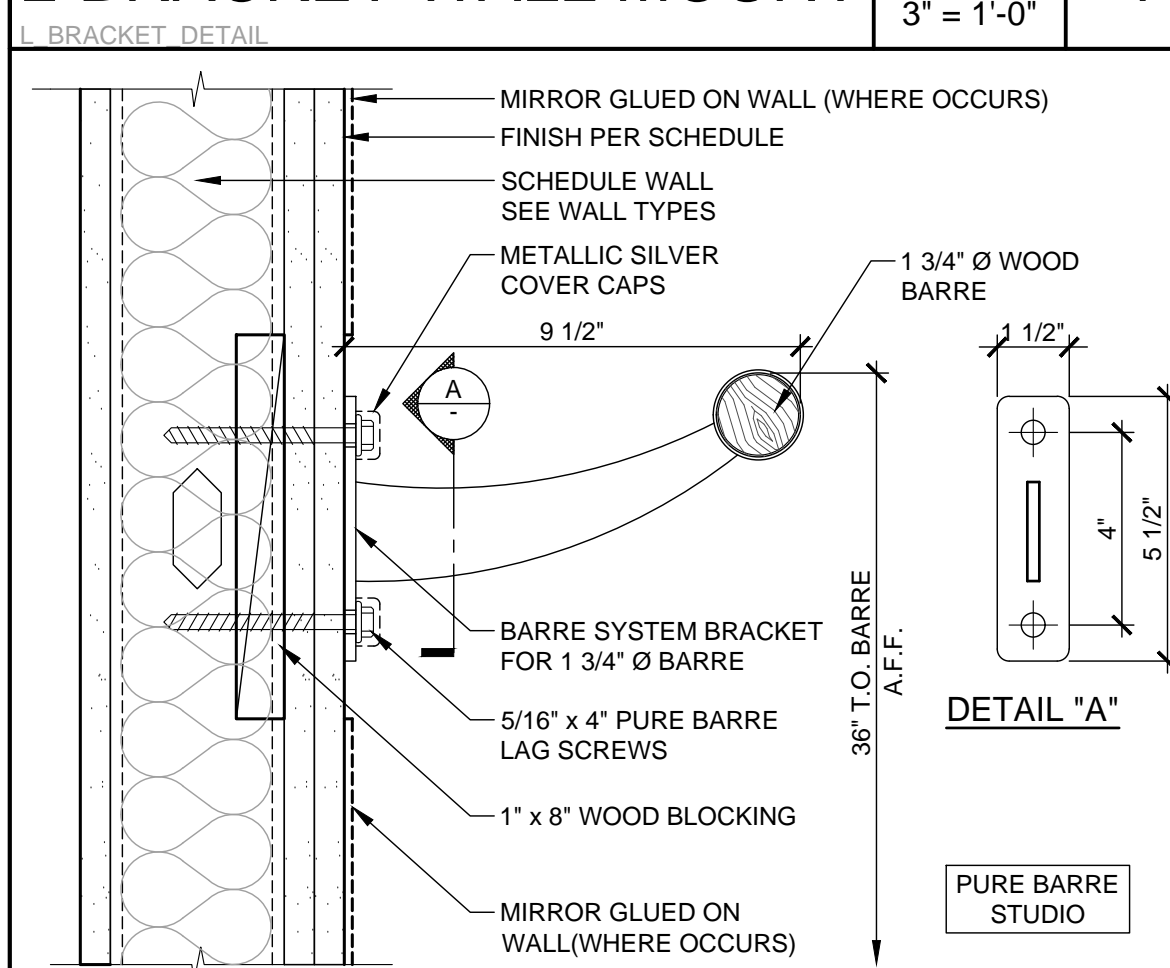 3" = 1'-0"
L_BRACKET_DETAIL
MIRROR GLUED ON WALL (WHERE OCCURS)
FINISH PER SCHEDULE
SCHEDULE WALL
SEE WALL TYPES
METALLIC SILVER
COVER CAPS
1 3/4" Ø WOOD
BARRE
9 1/2"
1 1/2"
A
-
4"
5 1/2"
36" T.O. BARRE
A.F.F.
BARRE SYSTEM BRACKET
FOR 1 3/4" Ø BARRE
DETAIL "A"
5/16" x 4" PURE BARRE
LAG SCREWS
1" x 8" WOOD BLOCKING
PURE BARRE
STUDIO
MIRROR GLUED ON
WALL(WHERE OCCURS)